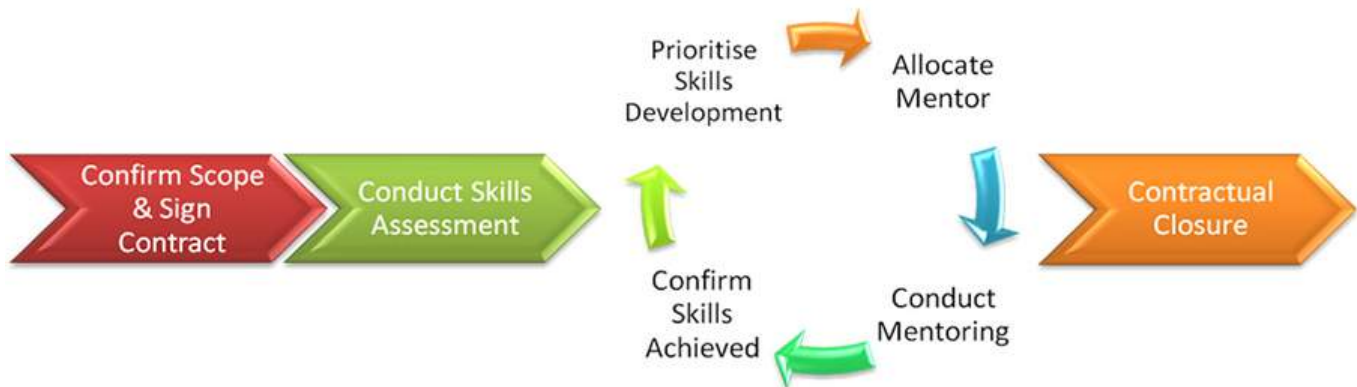 Confirm Scope
& Sign
Contract
Conduct Skills
Assessment
Prioritise
Skills
Development
Allocate
Mentor
Conduct
Mentoring
Confirm
Skills
Achieved
Contractual
Closure